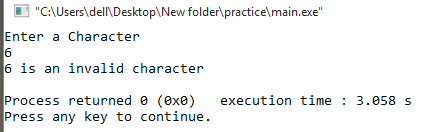 "C:\Users\dell\Desktop\New folder\practice\main.exe"
Enter a Character
6
6 is an invalid character
Process returned 0 (0x0)   execution time : 3.058 s
Press any key to continue.